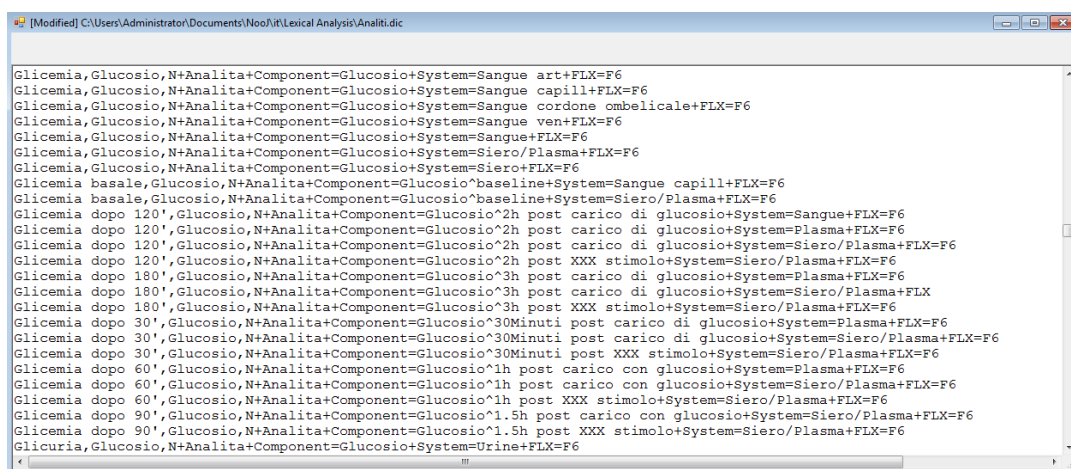 [Modified] C:\Users\Administrator\Documents\NooJ\it\Lexical Analysis\Analiti.dic
Glicemia,Glucosio,N+Analita+Component=Glucosio+System=Sangue art+FLX=F6
Glicemia,Glucosio,N+Analita+Component=Glucosio+System=Sangue capill+FLX=F6
Glicemia,Glucosio,N+Analita+Component=Glucosio+System=Sangue cordone ombelicale+FLX=F6
Glicemia,Glucosio,N+Analita+Component=Glucosio+System=Sangue ven+FLX=F6
Glicemia,Glucosio,N+Analita+Component=Glucosio+System=Sangue+FLX=F6
Glicemia,Glucosio,N+Analita+Component=Glucosio+System=Siero/Plasma+FLX=F6
Glicemia,Glucosio,N+Analita+Component=Glucosio+System=Siero+FLX=F6
Glicemia basale,Glucosio,N+Analita+Component=Glucosio^baseline+System=Sangue capill+FLX=F6
Glicemia basale,Glucosio,N+Analita+Component=Glucosio^baseline+System=Siero/Plasma+FLX=F6
Glicemia dopo 120',Glucosio,N+Analita+Component=Glucosio^2h post carico di glucosio+System=Sangue+FLX=F6
Glicemia dopo 120',Glucosio,N+Analita+Component=Glucosio^2h post carico di glucosio+System=Plasma+FLX=F6
Glicemia dopo 120',Glucosio,N+Analita+Component=Glucosio^2h post carico di glucosio+System=Siero/Plasma+FLX=F6
Glicemia dopo 120',Glucosio,N+Analita+Component=Glucosio^2h post XXX stimolo+System=Siero/Plasma+FLX=F6
Glicemia dopo 180',Glucosio,N+Analita+Component=Glucosio^3h post carico di glucosio+System=Plasma+FLX=F6
Glicemia dopo 180',Glucosio,N+Analita+Component=Glucosio^3h post carico di glucosio+System=Siero/Plasma+FLX
Glicemia dopo 180',Glucosio,N+Analita+Component=Glucosio^3h post XXX stimolo+System=Siero/Plasma+FLX=F6
Glicemia dopo 30',Glucosio,N+Analita+Component=Glucosio^30Minuti post carico di glucosio+System=Plasma+FLX=F6
Glicemia dopo 30',Glucosio,N+Analita+Component=Glucosio^30Minuti post carico di glucosio+System=Siero/Plasma+FLX=F6
Glicemia dopo 30',Glucosio,N+Analita+Component=Glucosio^30Minuti post XXX stimolo+System=Siero/Plasma+FLX=F6
Glicemia dopo 60',Glucosio,N+Analita+Component=Glucosio^1h post carico con glucosio+System=Plasma+FLX=F6
Glicemia dopo 60',Glucosio,N+Analita+Component=Glucosio^1h post carico con glucosio+System=Siero/Plasma+FLX=F6
Glicemia dopo 60',Glucosio,N+Analita+Component=Glucosio^1h post XXX stimolo+System=Siero/Plasma+FLX=F6
Glicemia dopo 90',Glucosio,N+Analita+Component=Glucosio^1.5h post carico con glucosio+System=Siero/Plasma+FLX=F6
Glicemia dopo 90',Glucosio,N+Analita+Component=Glucosio^1.5h post XXX stimolo+System=Siero/Plasma+FLX=F6
Glicuria,Glucosio,N+Analita+Component=Glucosio+System=Urine+FLX=F6